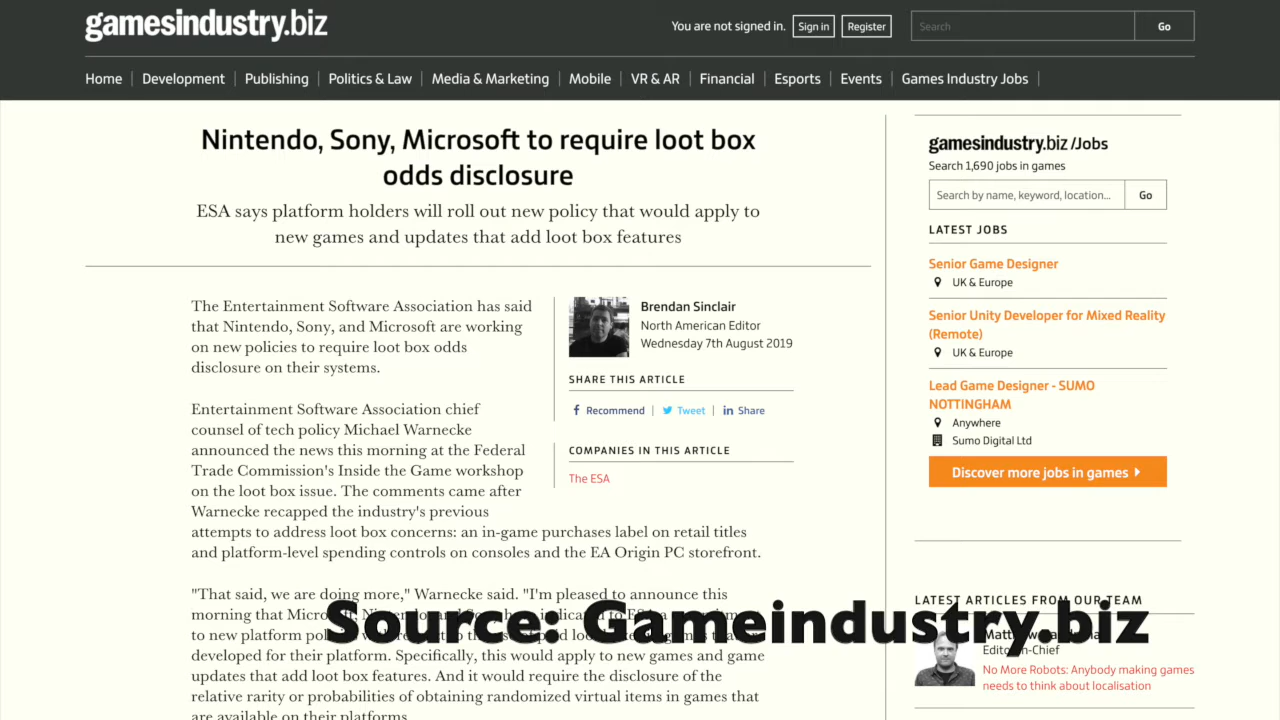 gamesindustry.biz
You are not signed in. Sign in Register Search Go
Home Development Publishing Politics & Law Media & Marketing Mobile VR & AR Financial Esports Events Games Industry Jobs
Nintendo, Sony, Microsoft to require loot box
odds disclosure
ESA says platform holders will roll out new policy that would apply to
new games and updates that add loot box features
The Entertainment Software Association has said
that Nintendo, Sony, and Microsoft are working
on new policies to require loot box odds
disclosure on their systems.
Entertainment Software Association chief
counsel of tech policy Michael Warnecke
announced the news this morning at the Federal
Trade Commission's Inside the Game workshop
on the loot box issue. The comments came after
Warnecke recapped the industry's previous
attempts to address loot box concerns: an in-game purchases label on retail titles
and platform-level spending controls on consoles and the EA Origin PC storefront.
"That said, we are doing more," Warnecke said. "I'm pleased to announce this
morning that
to new platform
developed for their platform. Specifically, this would apply to new games and game
updates that add loot box features. And it would require the disclosure of the
relative rarity or probabilities of obtaining randomized virtual items in games that
are available on their platforms.
Brendan Sinclair
North American Editor
Wednesday 7th August 2019
SHARE THIS ARTICLE
Recommend Tweet Share
COMPANIES IN THIS ARTICLE
The ESA
Source: Gameindustry.biz
gamesindustry.biz /Jobs
Search 1,690 jobs in games
Search by name, keyword, location... Go
LATEST JOBS
Senior Game Designer
UK & Europe
Senior Unity Developer for Mixed Reality
(Remote)
UK & Europe
Lead Game Designer - SUMO
NOTTINGHAM
Anywhere
Sumo Digital Ltd
Discover more jobs in games
LATEST ARTICLES FROM OUR TEAM
No More Robots: Anybody making games
needs to think about localisation